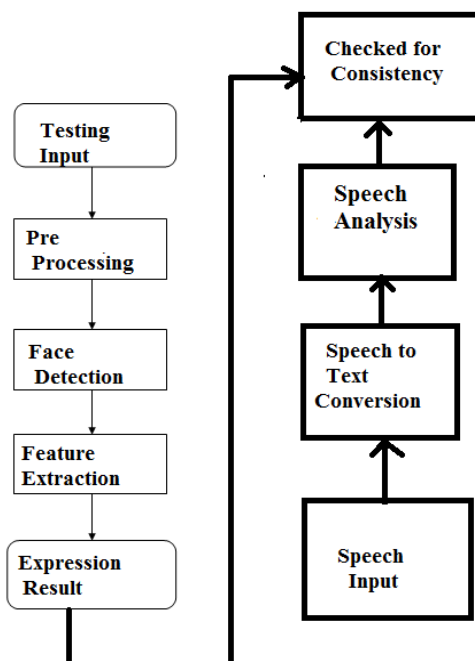 Testing
Input
Pre
Processing
Face
Detection
Feature
Extraction
Expression
Result
Checked for
Consistency
Speech
Analysis
Speech to
Text
Conversion
Speech
Input